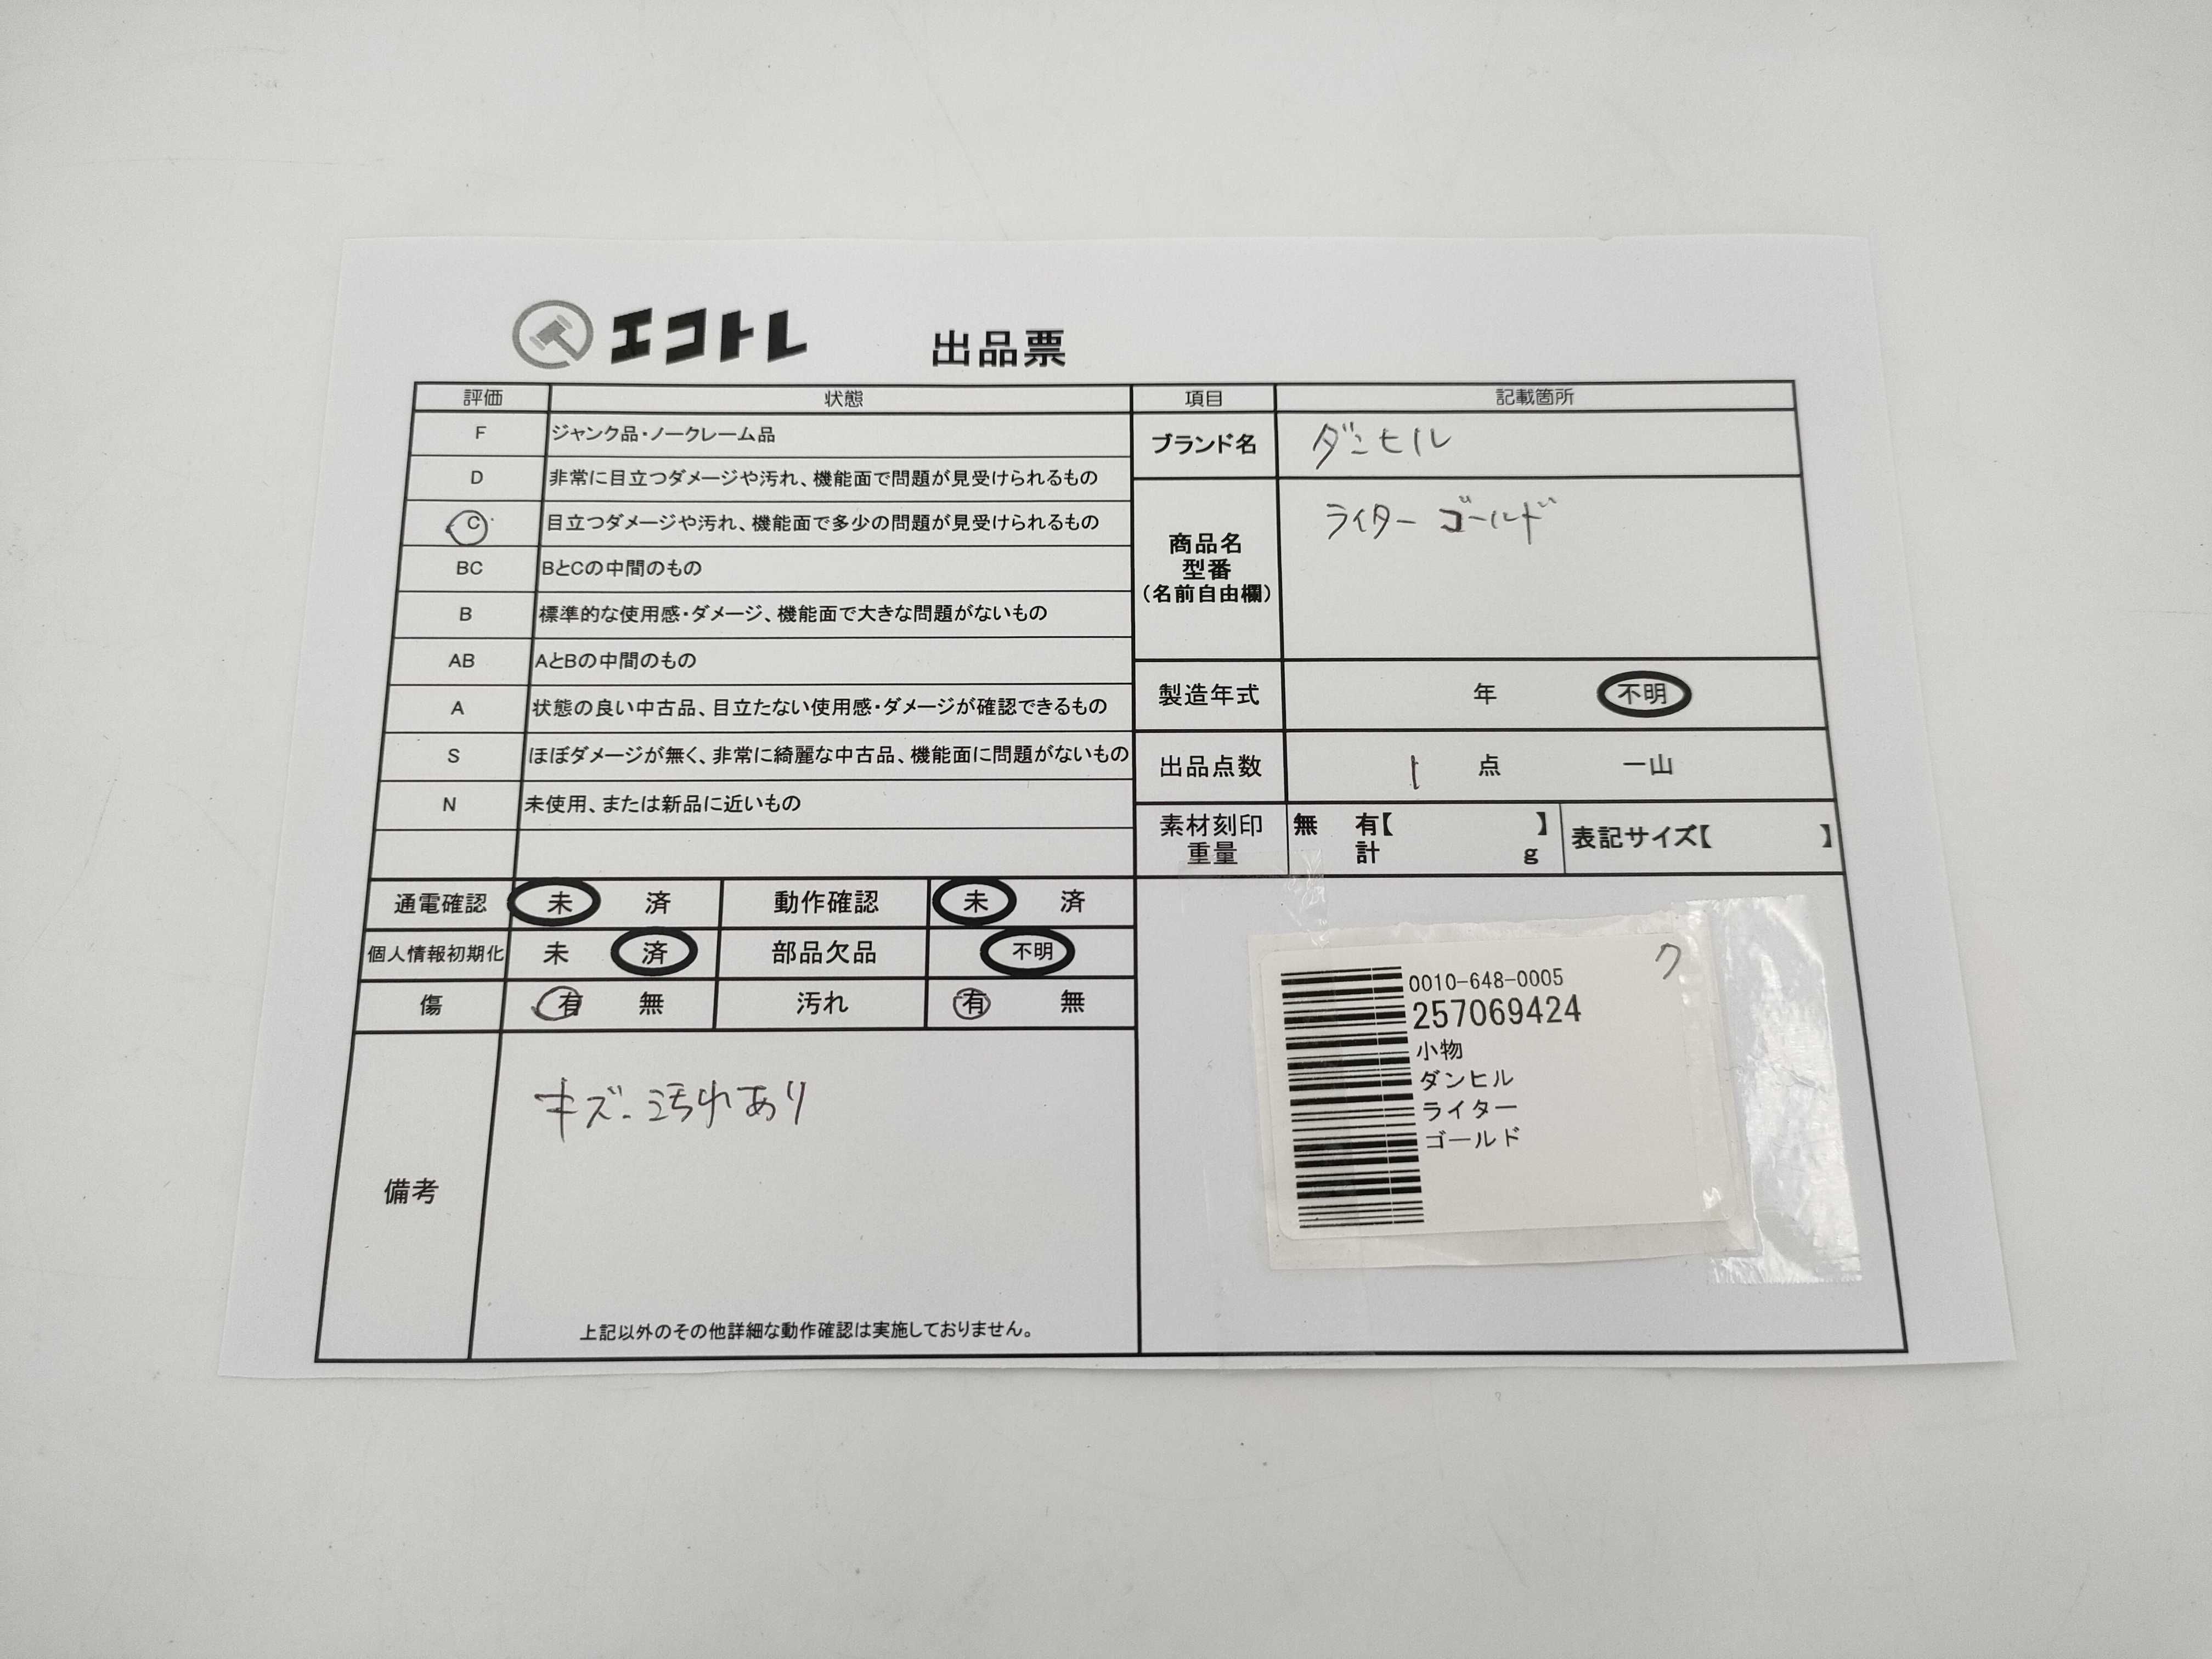 エコトレ 出品票
評価 状態
F ジャンク品・ノークレーム品
D 非常に目立つダメージや汚れ、機能面で問題が見受けられるもの
C 目立つダメージや汚れ、機能面で多少の問題が見受けられるもの
BC BとCの中間のもの
B 標準的な使用感・ダメージ、機能面で大きな問題がないもの
AB AとBの中間のもの
A 状態の良い中古品、目立たない使用感・ダメージが確認できるもの
S ほぼダメージが無く、非常に綺麗な中古品、機能面に問題がないもの
N 未使用、または新品に近いもの
通電確認 未 済 動作確認 未 済
個人情報初期化 未 済 部品欠品 不明
傷 有 無 汚れ 有 無
備考
キズ、汚れあり
上記以外のその他詳細な動作確認は実施しておりません。
項目 記載箇所
ブランド名 ダンヒル
商品名
型番
(名前自由欄)
ライター ゴールド
製造年式 年 不明
出品点数 1 点 一山
素材刻印 無 有【 】
重量 計 g
表記サイズ【 】
ク
0010-648-0005
257069424
小物
ダンヒル
ライター
ゴールド